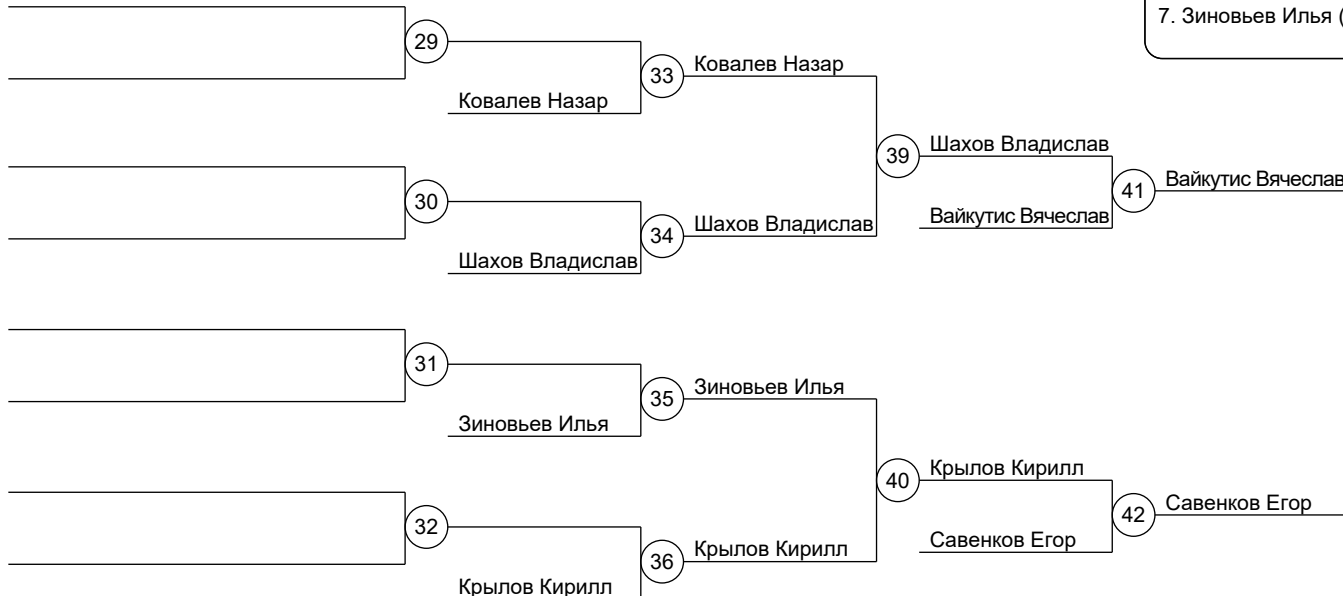 7. Зиновьев Илья (
29
33
Ковалев Назар
Ковалев Назар
39
Шахов Владислав
41
Вайкутис Вячеслав
Вайкутис Вячеслав
30
34
Шахов Владислав
Шахов Владислав
31
35
Зиновьев Илья
Зиновьев Илья
40
Крылов Кирилл
42
Савенков Егор
Савенков Егор
32
36
Крылов Кирилл
Крылов Кирилл